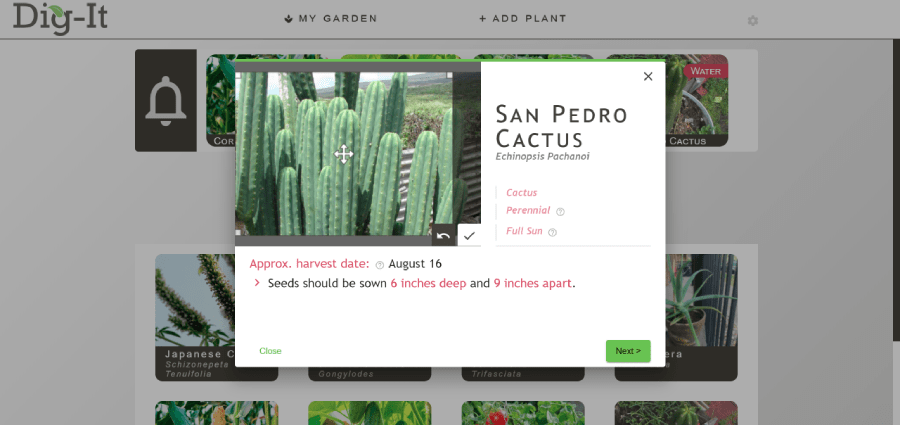 Dig-It
MY GARDEN
+ ADD PLANT
WATER
COR
CACTUS
SAN PEDRO
CACTUS
Echinopsis Pachanoi
Cactus
Perennial ?
Full Sun ?
Approx. harvest date: ? August 16
> Seeds should be sown 6 inches deep and 9 inches apart.
Close
Next >
Japanese C
Schizonepeta
Tenuifolia
Gongylodes
Trifasciata
era